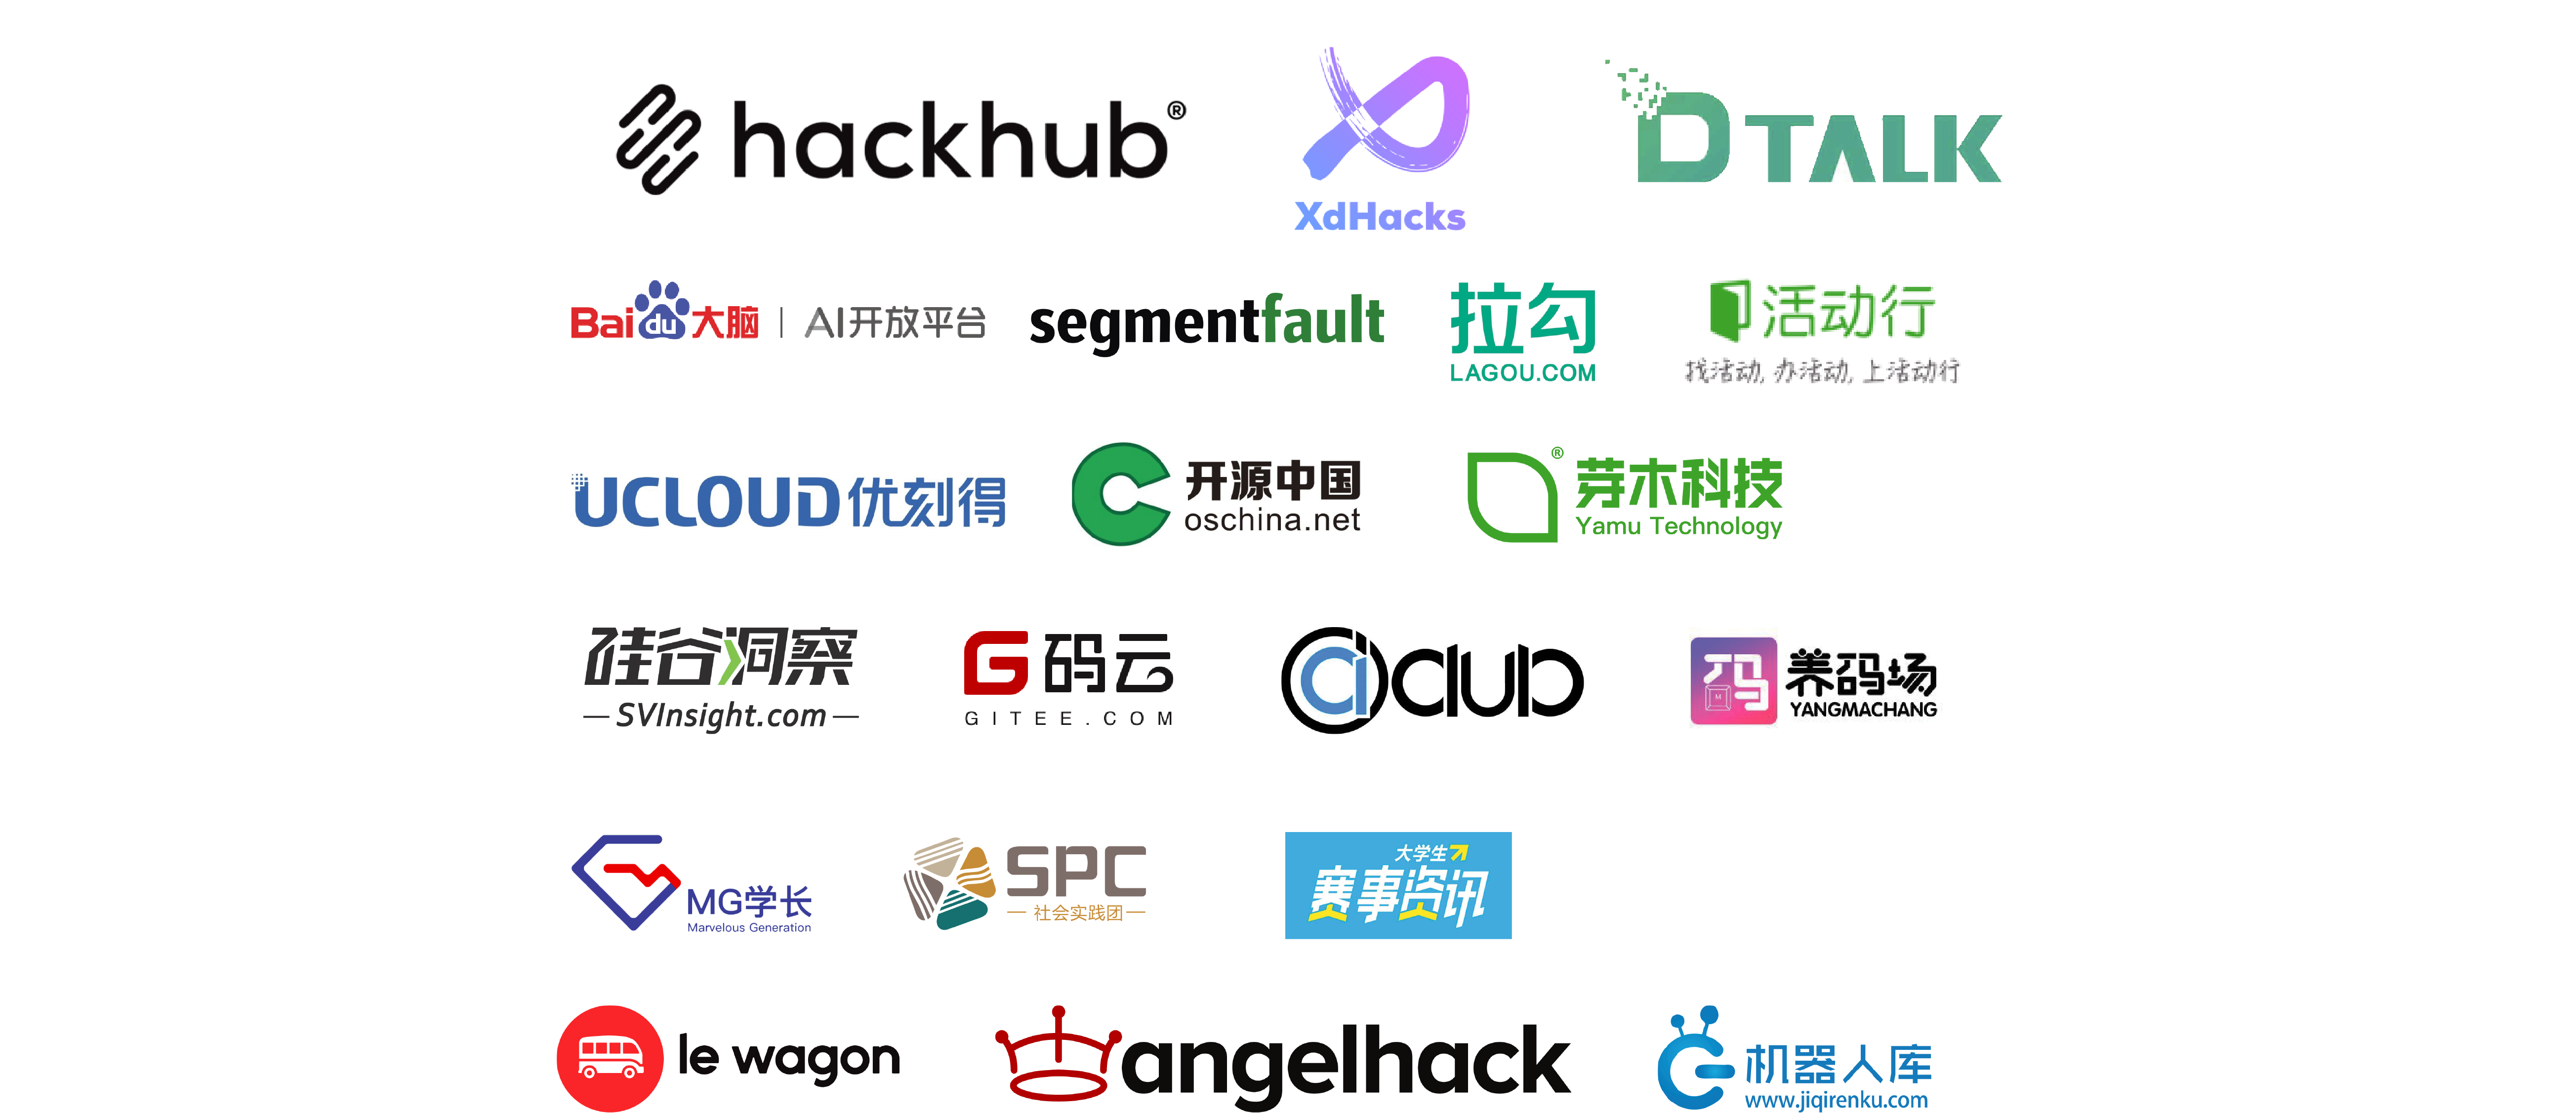 hackhub®
XdHacks
D TALK
Baidu大脑 | AI开放平台
segmentfault
拉勾
LAGOU.COM
活动行
找活动, 办活动, 上活动行
UCLOUD优刻得
开源中国
oschina.net
®
芽木科技
Yamu Technology
硅谷洞察
—SVInsight.com—
G 码云
GITEE.COM
club
码
M
养码场
YANGMACHANG
MG学长
Marvelous Generation
SPC
— 社会实践团 —
大学生
赛事资讯
le wagon
angelhack
机器人库
www.jiqirenku.com